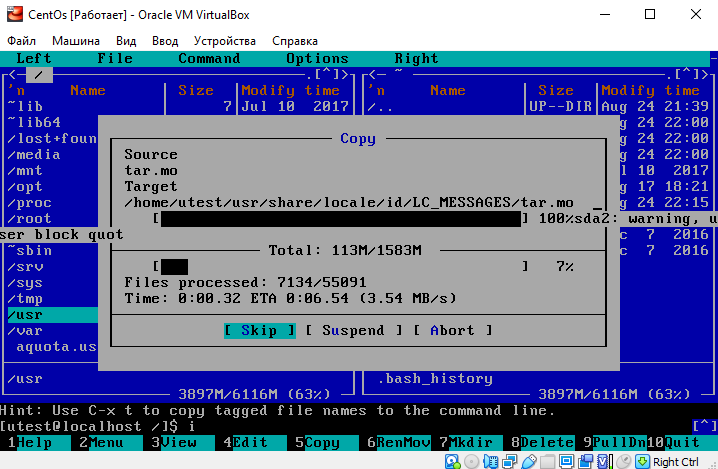 CentOs [Работает] - Oracle VM VirtualBox
Файл Машина Вид Ввод Устройства Справка
Left File Command Options Right
<- / .[^]> <- ~ .[^]>
'n Name Size Modify time 'n Name Size Modify time
~lib 7 Jul 10 2017 /.. UP--DIR Aug 24 21:39
~lib64 g 24 22:00
/lost+foun g 24 22:00
/media g 24 22:00
/mnt l 10 2017
/opt g 17 18:21
/proc g 24 22:15
/root
~sbin c 7 2016
/srv c 7 2016
/sys
/tmp
/usr
/var
aquota.us
Copy
Source
tar.mo
Target
/home/utest/usr/share/locale/id/LC_MESSAGES/tar.mo _
[ ] 100%sda2: warning, u
ser block quot
Total: 113M/1583M
[ ] 7%
Files processed: 7134/55091
Time: 0:00.32 ETA 0:06.54 (3.54 MB/s)
[ Skip ] [ Suspend ] [ Abort ]
/usr .bash_history
3897M/6116M (63%) 3897M/6116M (63%)
Hint: Use C-x t to copy tagged file names to the command line.
[utest@localhost /]$ i [^]
1Help 2Menu 3View 4Edit 5Copy 6RenMov 7Mkdir 8Delete 9PullDn 10Quit
Right Ctrl